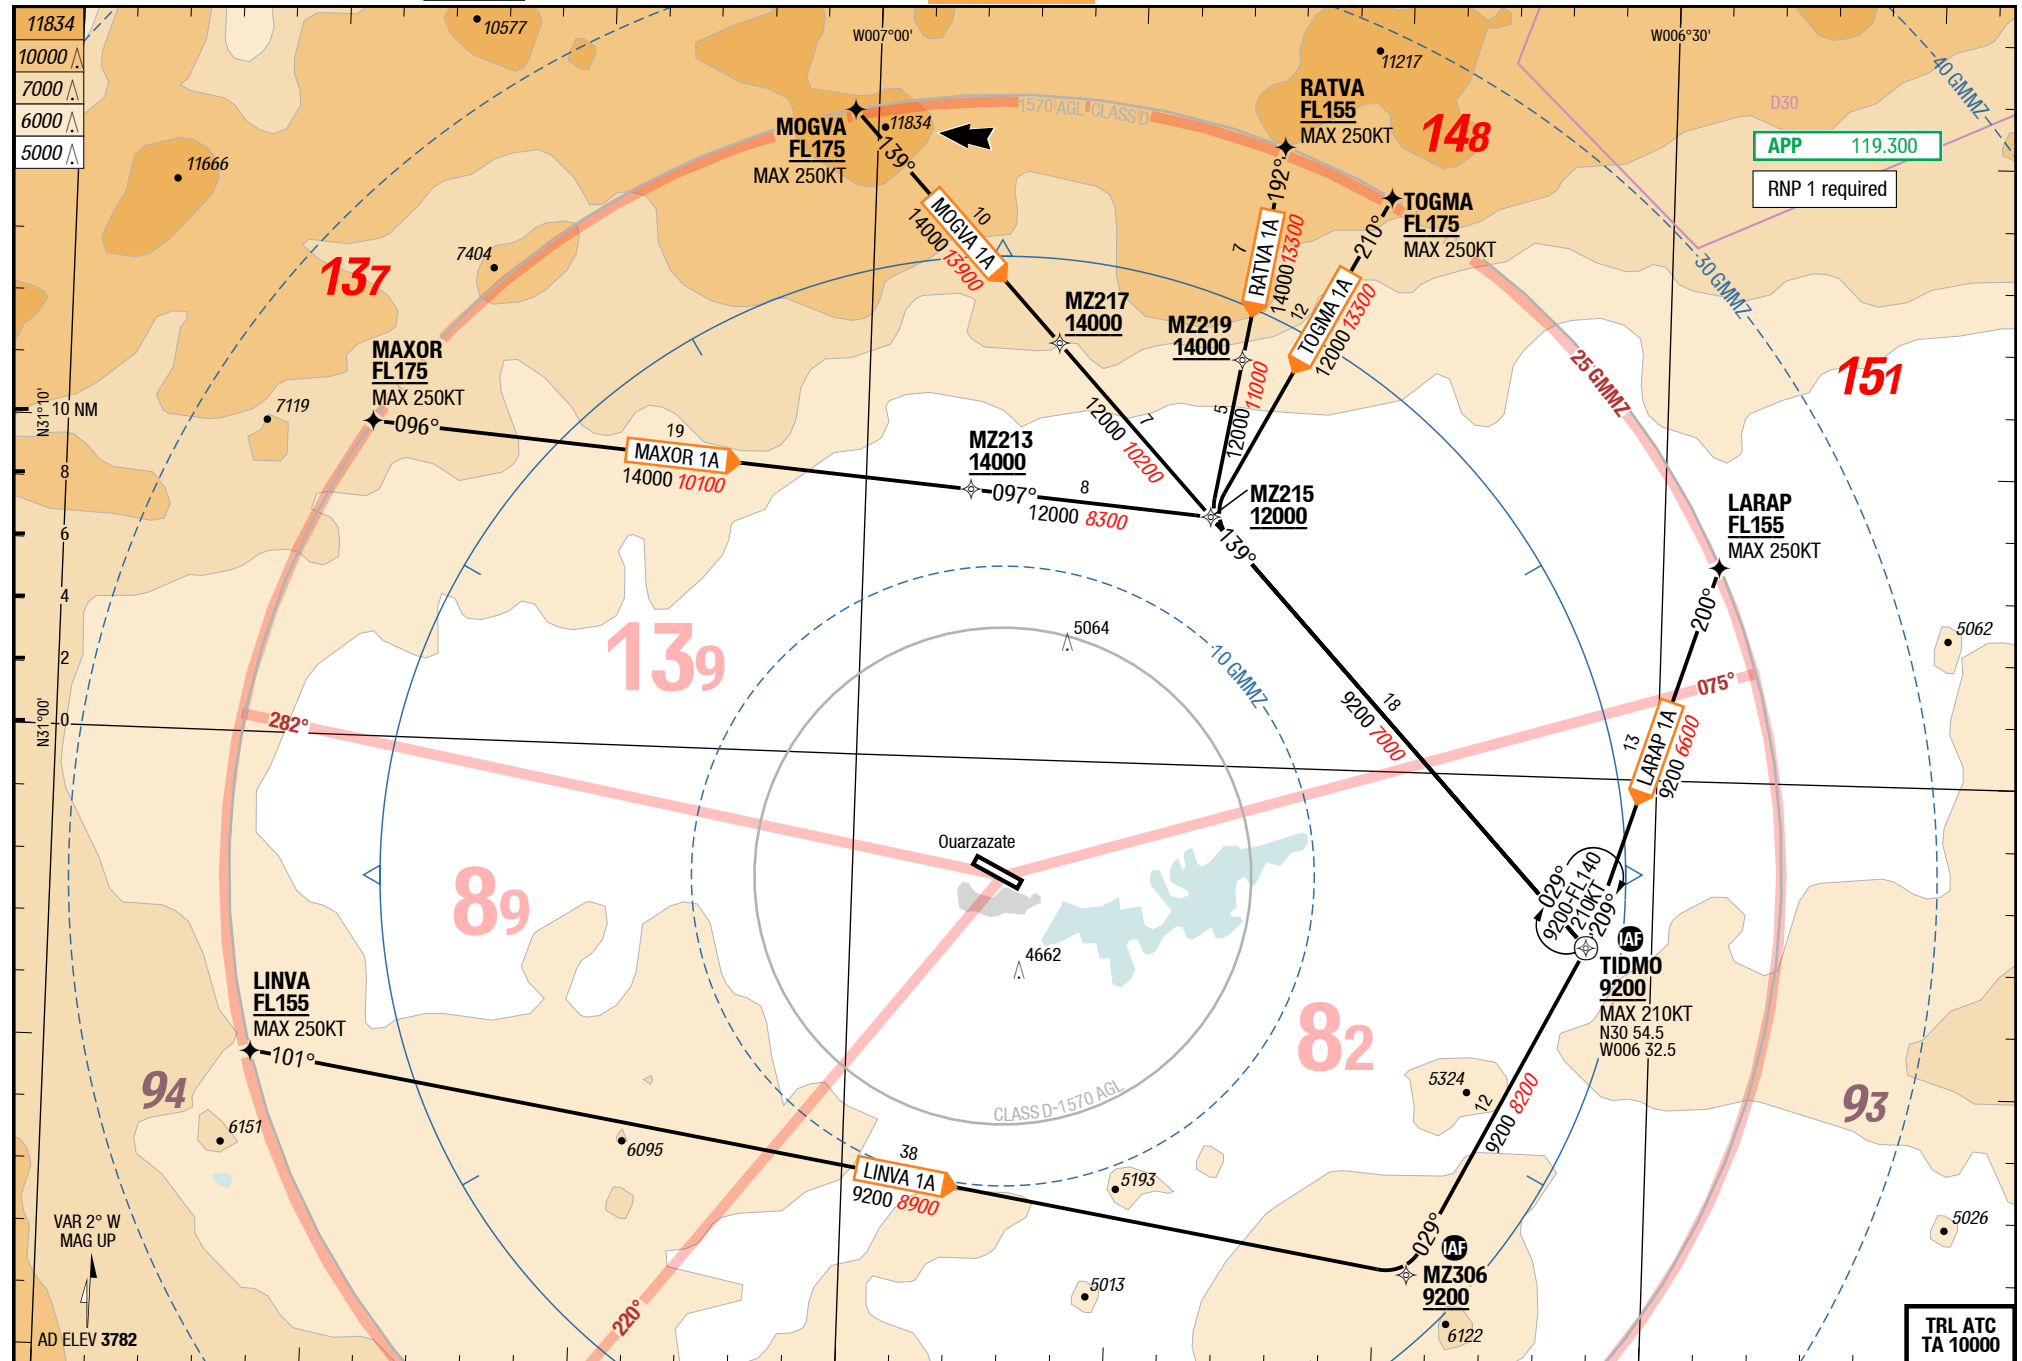 11834
10000
7000
6000
5000
10577
11666
7404
7119
W007°00'
W006°30'
1570 AGL CLASS D
11834
11217
MOGVA
FL175
MAX 250KT
139°
MOGVA 1A
10
14000 13900
RATVA
FL155
MAX 250KT
192°
RATVA 1A
7
14000 13300
148
TOGMA
FL175
MAX 250KT
210°
TOGMA 1A
12
12000 13300
D30
APP 119.300
RNP 1 required
40 GMMZ
30 GMMZ
25 GMMZ
137
151
MAXOR
FL175
MAX 250KT
096°
19
MAXOR 1A
14000 10100
MZ217
14000
MZ219
14000
7
12000 10200
5
12000 11000
MZ213
14000
097°
8
12000 8300
MZ215
12000
139°
18
9200 7000
LARAP
FL155
MAX 250KT
200°
LARAP 1A
13
9200 6600
N31°10'
10 NM
8
6
4
2
0
N31°00'
139
5064
10 GMMZ
5062
282°
075°
Ouarzazate
89
4662
82
029°
9200-FL140
210KT
209°
IAF
TIDMO
9200
MAX 210KT
N30 54.5
W006 32.5
LINVA
FL155
MAX 250KT
101°
94
6151
6095
CLASS D-1570 AGL
38
LINVA 1A
9200 8900
5324
12
9200 8200
93
5193
5026
5013
029°
IAF
MZ306
9200
6122
220°
VAR 2° W
MAG UP
AD ELEV 3782
TRL ATC
TA 10000